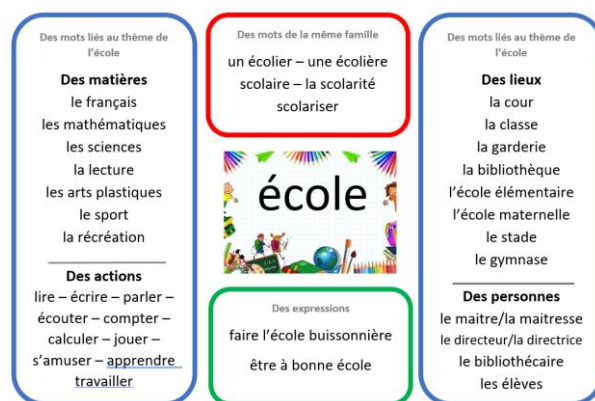 Des mots liés au thème de
l'école
Des matières
le français
les mathématiques
les sciences
la lecture
les arts plastiques
le sport
la récréation
Des actions
lire – écrire – parler –
écouter – compter –
calculer – jouer –
s'amuser – apprendre
travailler
Des mots de la même famille
un écolier – une écolière
scolaire – la scolarité
scolariser
école
Des expressions
faire l'école buissonnière
être à bonne école
Des mots liés au thème de
l'école
Des lieux
la cour
la classe
la garderie
la bibliothèque
l'école élémentaire
l'école maternelle
le stade
le gymnase
Des personnes
le maitre/la maitresse
le directeur/la directrice
le bibliothécaire
les élèves